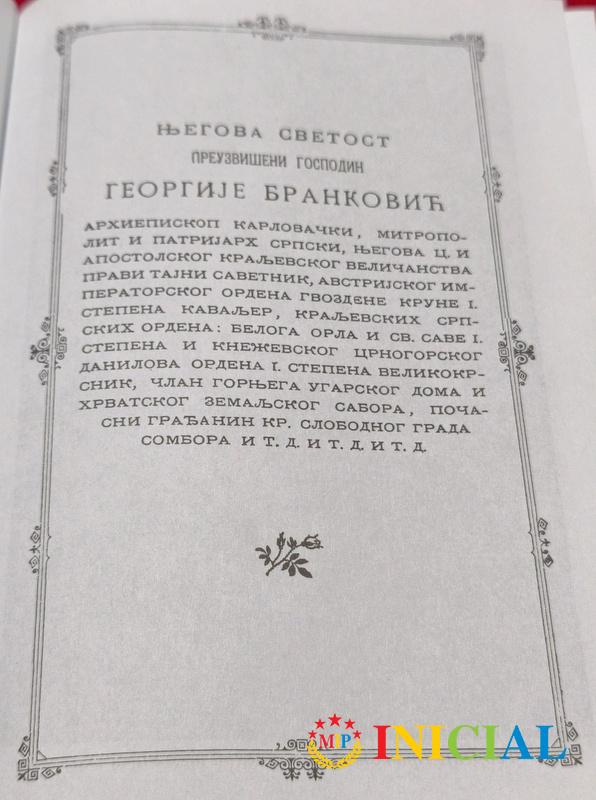 ЊЕГОВА СВЕТОСТ
ПРЕУЗВИШЕНИ ГОСПОДИН
ГЕОРГИЈЕ БРАНКОВИЋ
АРХИЕПИСКОП КАРЛОВАЧКИ, МИТРОПО-
ЛИТ И ПАТРИЈАРХ СРПСКИ, ЊЕГОВА Ц. И
АПОСТОЛСКОГ КРАЉЕВСКОГ ВЕЛИЧАНСТВА
ПРАВИ ТАЈНИ САВЕТНИК, АВСТРИЈСКОГ ИМ-
ПЕРАТОРСКОГ ОРДЕНА ГВОЗДЕНЕ КРУНЕ I.
СТЕПЕНА КАВАЉЕР, КРАЉЕВСКИХ СРП-
СКИХ ОРДЕНА: БЕЛОГА ОРЛА И СВ. САВЕ I.
СТЕПЕНА И КНЕЖЕВСКОГ ЦРНОГОРСКОГ
ДАНИЛОВА ОРДЕНА I. СТЕПЕНА ВЕЛИКОКР-
СНИК, ЧЛАН ГОРЊЕГА УГАРСКОГ ДОМА И
ХРВАТСКОГ ЗЕМАЉСКОГ САБОРА, ПОЧА-
СНИ ГРАЂАНИН КР. СЛОБОДНОГ ГРАДА
СОМБОРА И Т. Д. И Т. Д. И Т. Д.
MP INICIAL